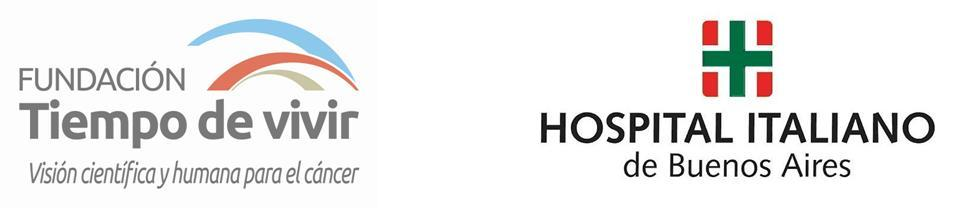 FUNDACIÓN
Tiempo de vivir
Visión científica y humana para el cáncer
HOSPITAL ITALIANO
de Buenos Aires